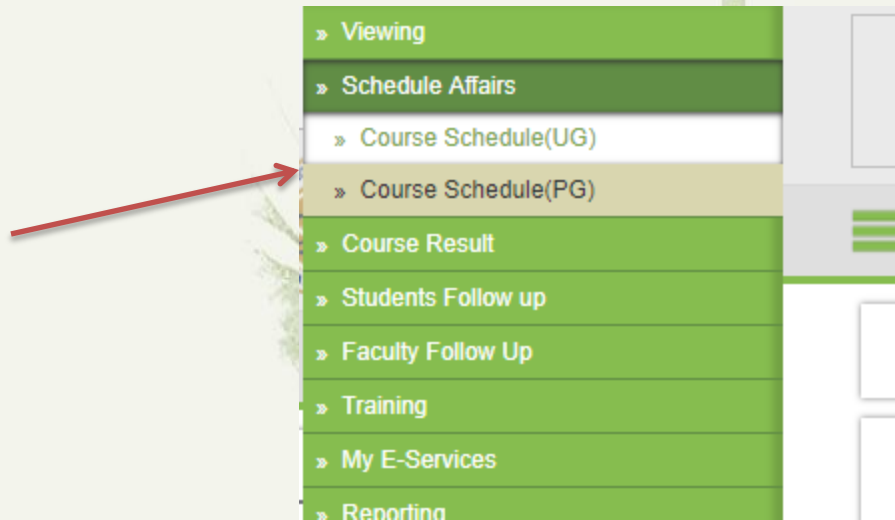 » Viewing
» Schedule Affairs
» Course Schedule(UG)
» Course Schedule(PG)
» Course Result
» Students Follow up
» Faculty Follow Up
» Training
» My E-Services
» Reporting